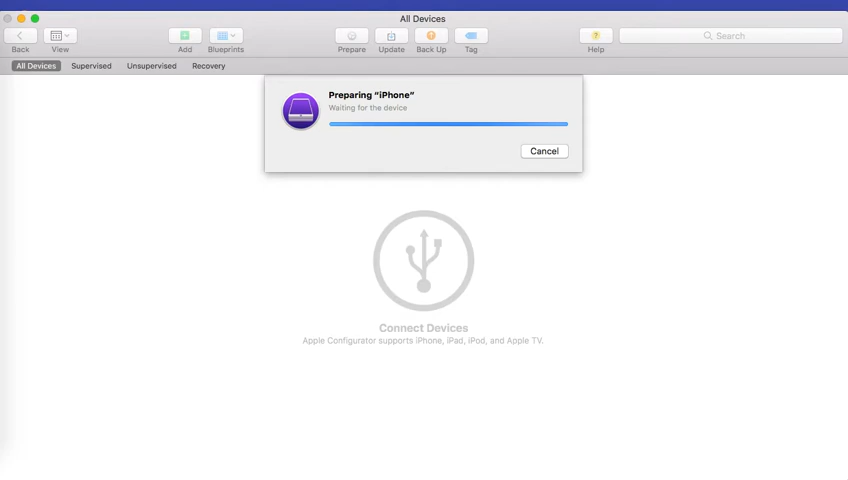 All Devices
Back
View
Add
Blueprints
Prepare
Update
Back Up
Tag
Help
Search
All Devices
Supervised
Unsupervised
Recovery
Preparing “iPhone”
Waiting for the device
Cancel
Connect Devices
Apple Configurator supports iPhone, iPad, iPod, and Apple TV.